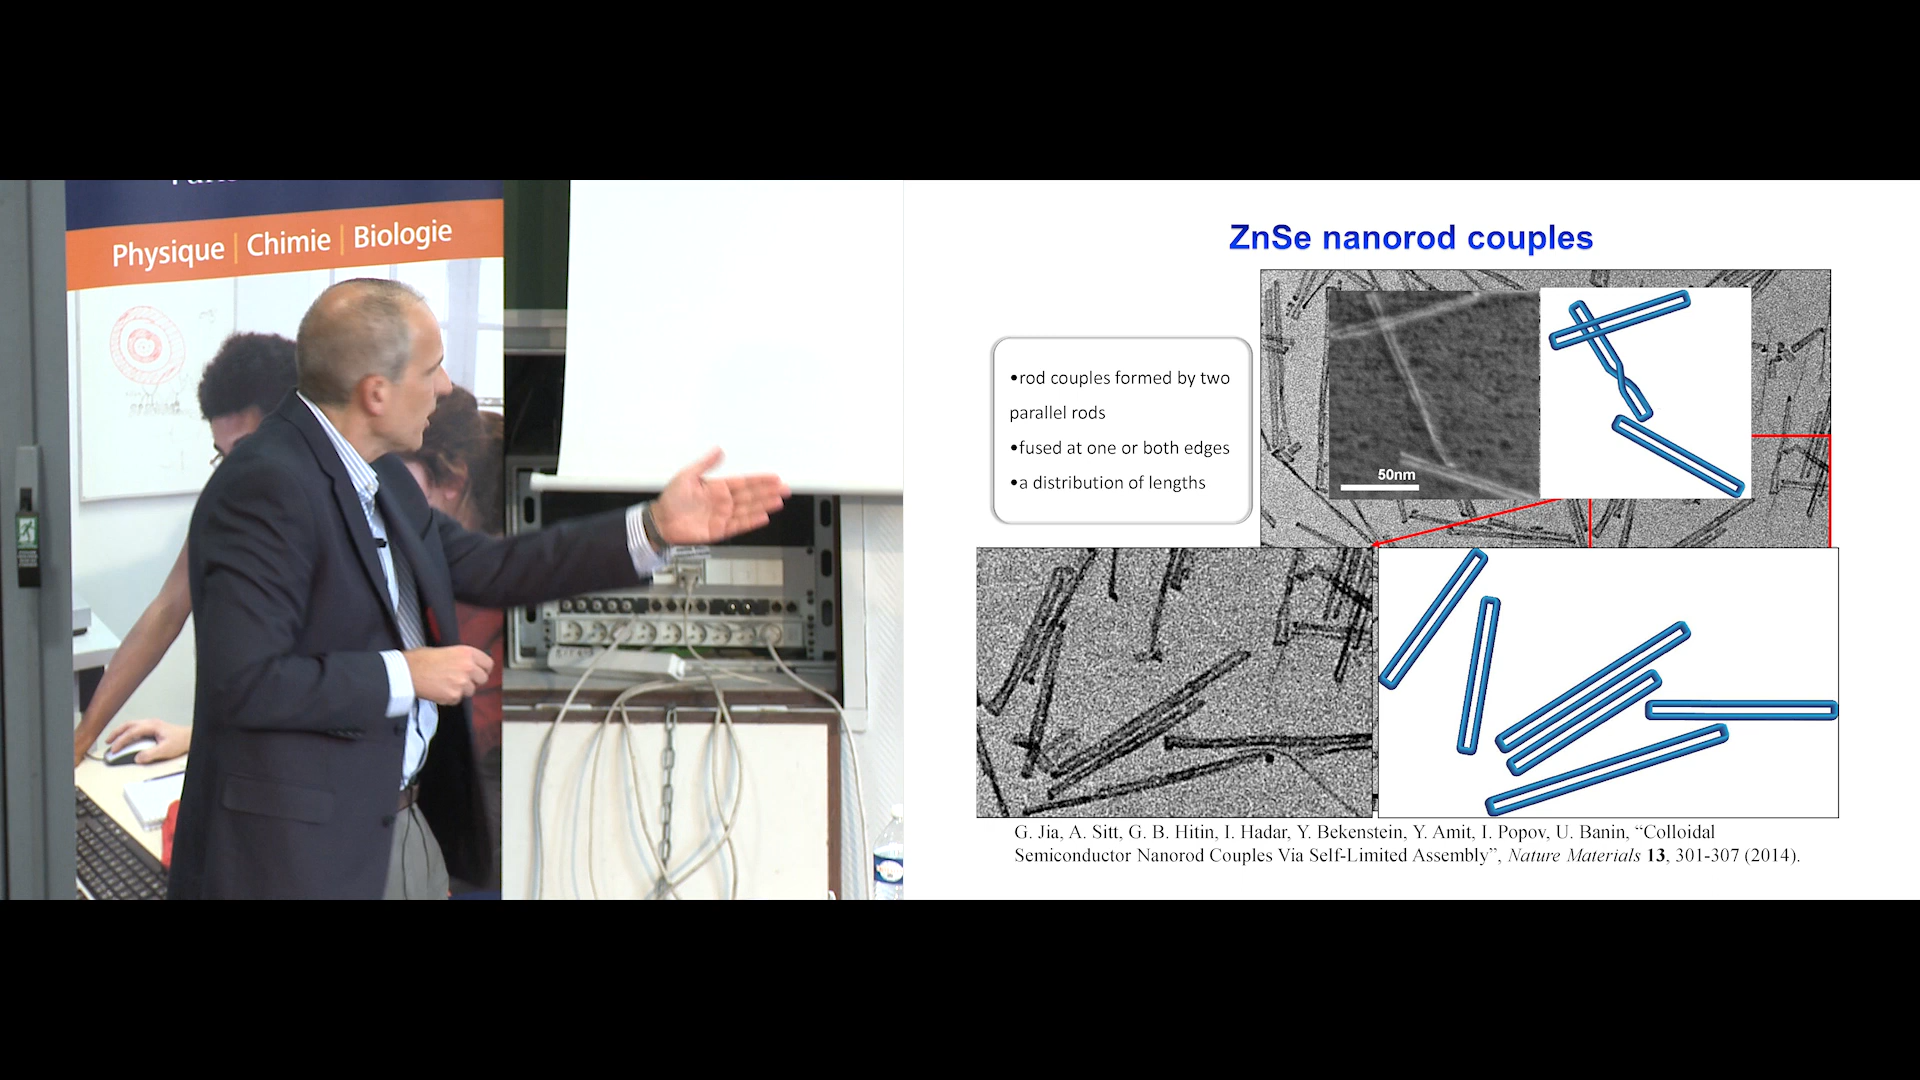 Physique | Chimie | Biologie
ZnSe nanorod couples
•rod couples formed by two
parallel rods
•fused at one or both edges
•a distribution of lengths
50nm
G. Jia, A. Sitt, G. B. Hitin, I. Hadar, Y. Bekenstein, Y. Amit, I. Popov, U. Banin, “Colloidal
Semiconductor Nanorod Couples Via Self-Limited Assembly”, Nature Materials 13, 301-307 (2014).